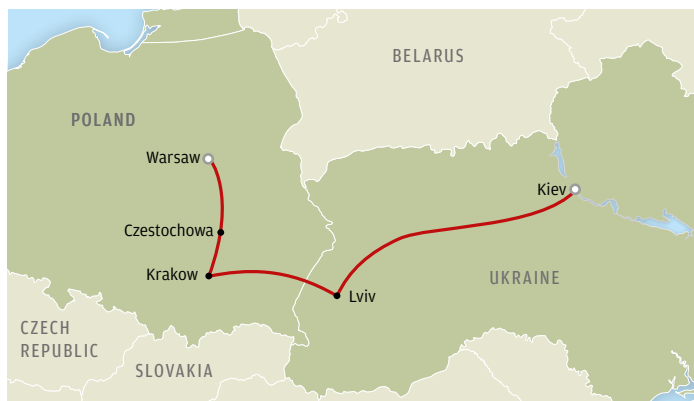 BELARUS
POLAND
Warsaw
Kiev
Czestochowa
Krakow
UKRAINE
Lviv
CZECH
REPUBLIC
SLOVAKIA